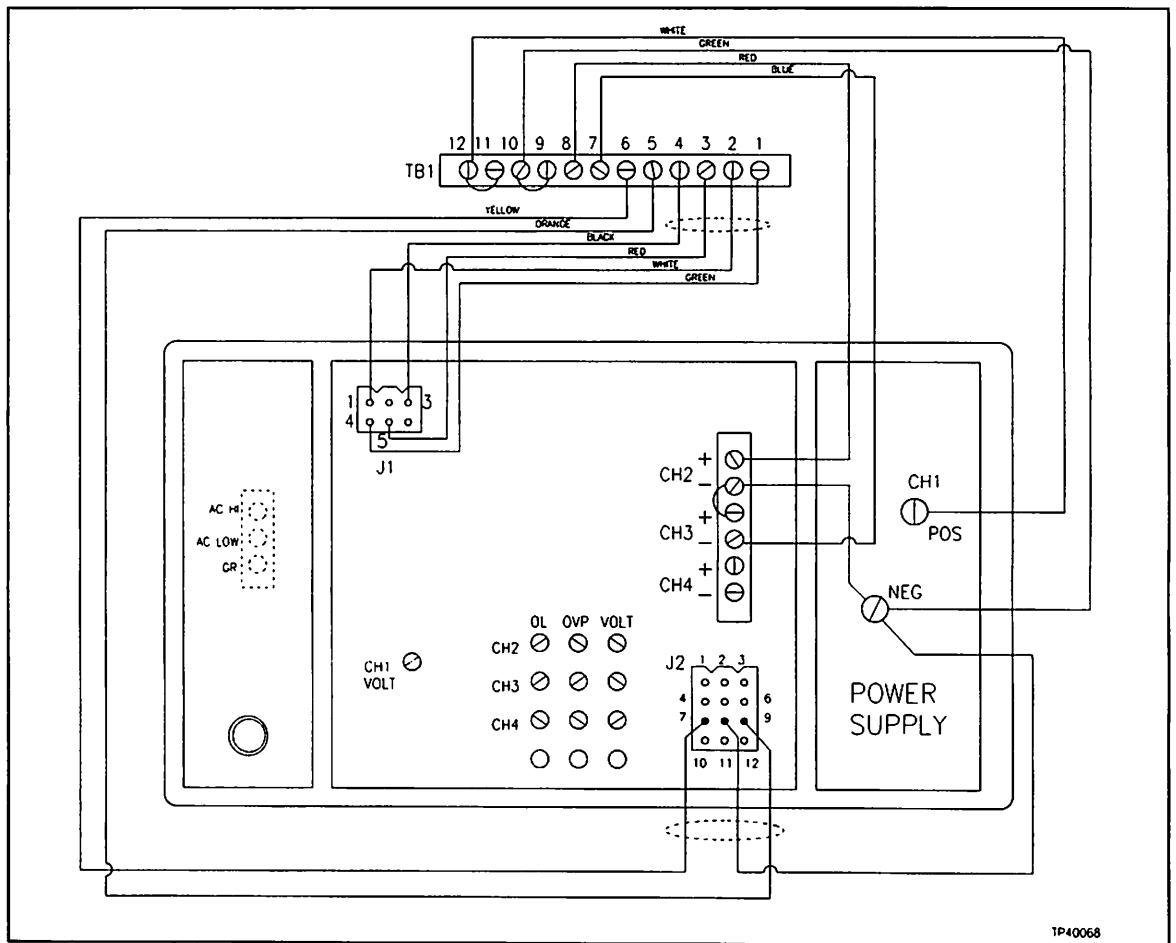 WHITE
GREEN
RED
BLUE
12 11 10 9 8 7 6 5 4 3 2 1
TB1
YELLOW
ORANGE
BLACK
RED
WHITE
GREEN
1 3
4
5
J1
AC HI
AC LOW
GR
+
CH2
−
+
CH3
−
+
CH4
−
CH1
POS
NEG
OL OVP VOLT
CH2
CH3
CH4
CH1
VOLT
J2 1 2 3
4 6
7 9
10 11 12
POWER
SUPPLY
TP40068